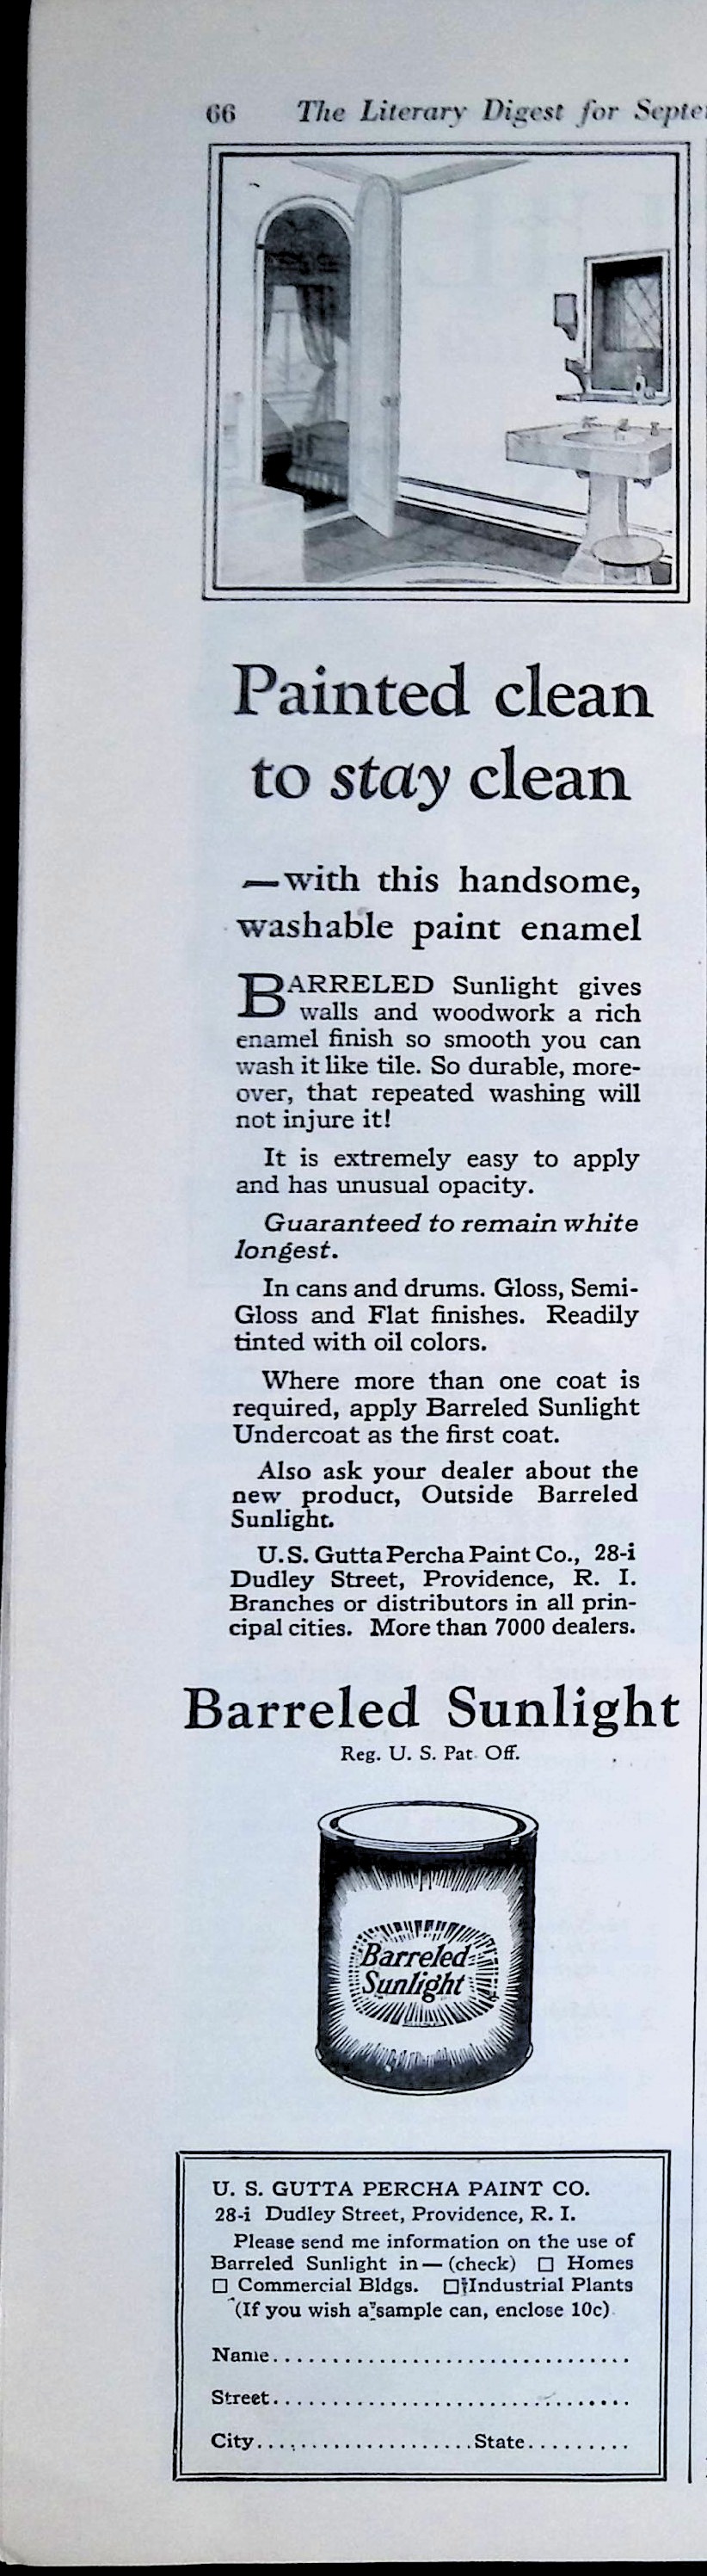 66 The Literary Digest for Septe
Painted clean
to stay clean
—with this handsome,
washable paint enamel
BARRELED Sunlight gives
walls and woodwork a rich
enamel finish so smooth you can
wash it like tile. So durable, more-
over, that repeated washing will
not injure it!
It is extremely easy to apply
and has unusual opacity.
Guaranteed to remain white
longest.
In cans and drums. Gloss, Semi-
Gloss and Flat finishes. Readily
tinted with oil colors.
Where more than one coat is
required, apply Barreled Sunlight
Undercoat as the first coat.
Also ask your dealer about the
new product, Outside Barreled
Sunlight.
U.S. Gutta Percha Paint Co., 28-i
Dudley Street, Providence, R. I.
Branches or distributors in all prin-
cipal cities. More than 7000 dealers.
Barreled Sunlight
Reg. U. S. Pat. Off.
Barreled
Sunlight
U. S. GUTTA PERCHA PAINT CO.
28-i Dudley Street, Providence, R. I.
Please send me information on the use of
Barreled Sunlight in — (check) ☐ Homes
☐ Commercial Bldgs. ☐ Industrial Plants
(If you wish a sample can, enclose 10c)
Name................................
Street................................
City......................State.........